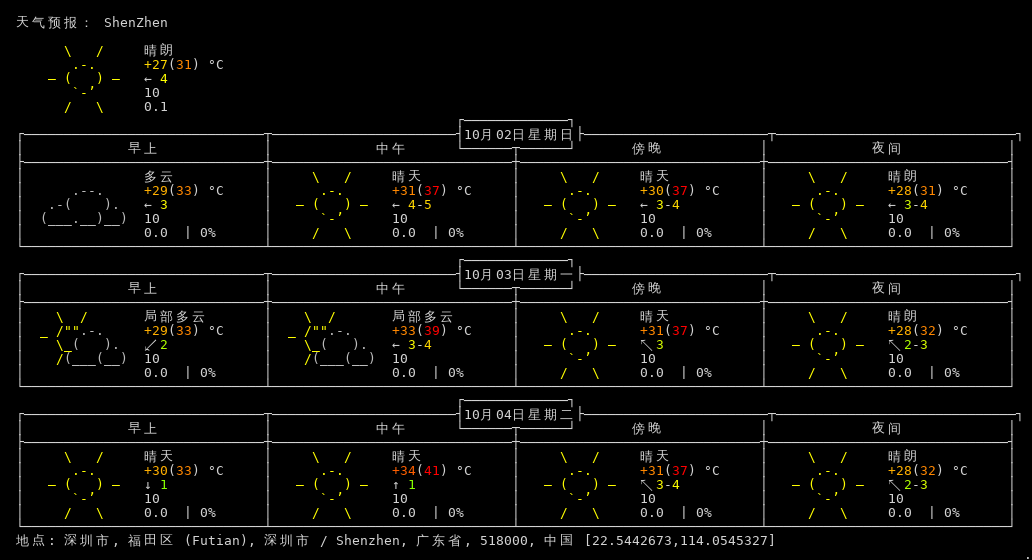 天气预报： ShenZhen
晴朗
+27(31) °C
← 4
10
0.1
10月02日星期日
早上 中午 傍晚 夜间
多云 晴天 晴天 晴朗
+29(33) °C +31(37) °C +30(37) °C +28(31) °C
← 3 ← 4-5 ← 3-4 ← 3-4
10 10 10 10
0.0 | 0% 0.0 | 0% 0.0 | 0% 0.0 | 0%
10月03日星期一
早上 中午 傍晚 夜间
局部多云 局部多云 晴天 晴朗
+29(33) °C +33(39) °C +31(37) °C +28(32) °C
↙ 2 ← 3-4 ↖ 3 ↖ 2-3
10 10 10 10
0.0 | 0% 0.0 | 0% 0.0 | 0% 0.0 | 0%
10月04日星期二
早上 中午 傍晚 夜间
晴天 晴天 晴天 晴朗
+30(33) °C +34(41) °C +31(37) °C +28(32) °C
↓ 1 ↑ 1 ↖ 3-4 ↖ 2-3
10 10 10 10
0.0 | 0% 0.0 | 0% 0.0 | 0% 0.0 | 0%
地点: 深圳市, 福田区 (Futian), 深圳市 / Shenzhen, 广东省, 518000, 中国 [22.5442673,114.0545327]